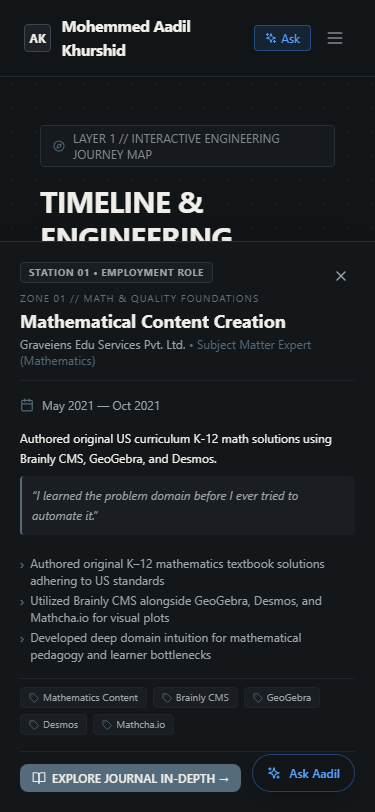 AK
Mohemmed Aadil
Khurshid
Ask
LAYER 1 // INTERACTIVE ENGINEERING
JOURNEY MAP
TIMELINE &
ENGINEERING
STATION 01 • EMPLOYMENT ROLE
ZONE 01 // MATH & QUALITY FOUNDATIONS
Mathematical Content Creation
Graveiens Edu Services Pvt. Ltd. • Subject Matter Expert
(Mathematics)
May 2021 — Oct 2021
Authored original US curriculum K-12 math solutions using
Brainly CMS, GeoGebra, and Desmos.
"I learned the problem domain before I ever tried to
automate it."
› Authored original K–12 mathematics textbook solutions
adhering to US standards
› Utilized Brainly CMS alongside GeoGebra, Desmos, and
Mathcha.io for visual plots
› Developed deep domain intuition for mathematical
pedagogy and learner bottlenecks
Mathematics Content
Brainly CMS
GeoGebra
Desmos
Mathcha.io
EXPLORE JOURNAL IN-DEPTH →
Ask Aadil